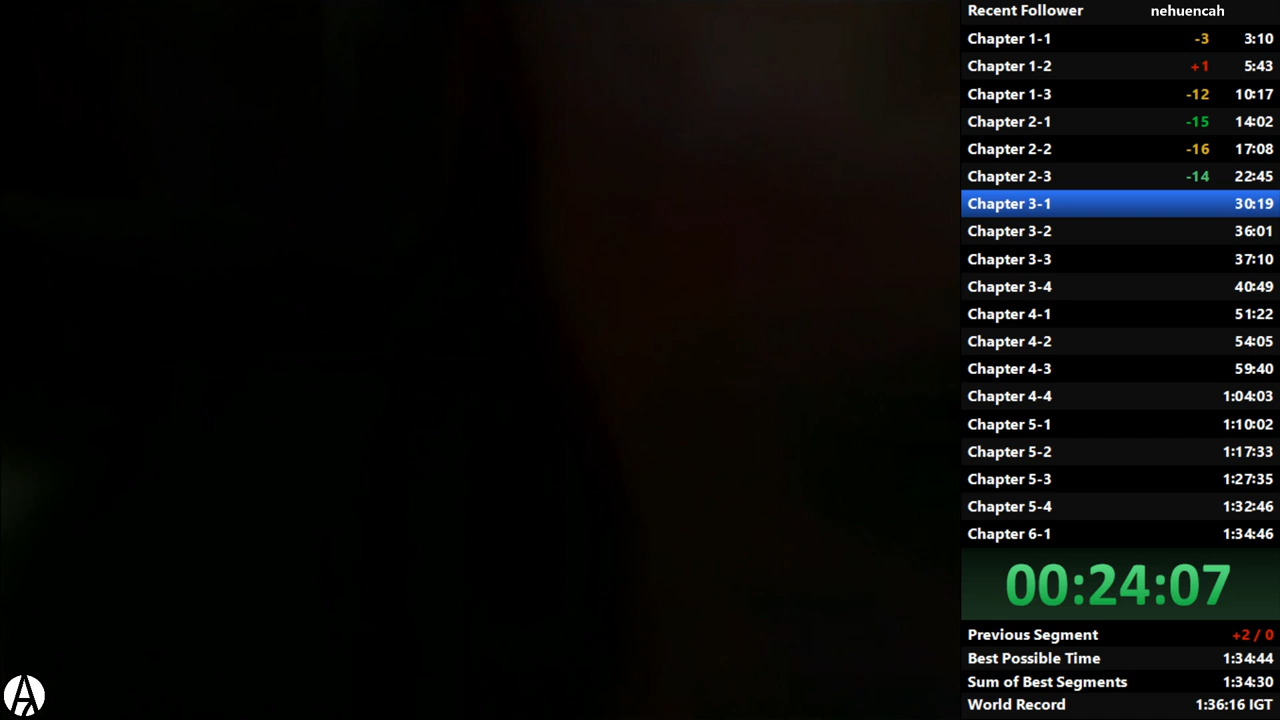 Recent Follower nehuencah
Chapter 1-1 -3 3:10
Chapter 1-2 +1 5:43
Chapter 1-3 -12 10:17
Chapter 2-1 -15 14:02
Chapter 2-2 -16 17:08
Chapter 2-3 -14 22:45
Chapter 3-1 30:19
Chapter 3-2 36:01
Chapter 3-3 37:10
Chapter 3-4 40:49
Chapter 4-1 51:22
Chapter 4-2 54:05
Chapter 4-3 59:40
Chapter 4-4 1:04:03
Chapter 5-1 1:10:02
Chapter 5-2 1:17:33
Chapter 5-3 1:27:35
Chapter 5-4 1:32:46
Chapter 6-1 1:34:46
00:24:07
Previous Segment +2 / 0
Best Possible Time 1:34:44
Sum of Best Segments 1:34:30
World Record 1:36:16 IGT